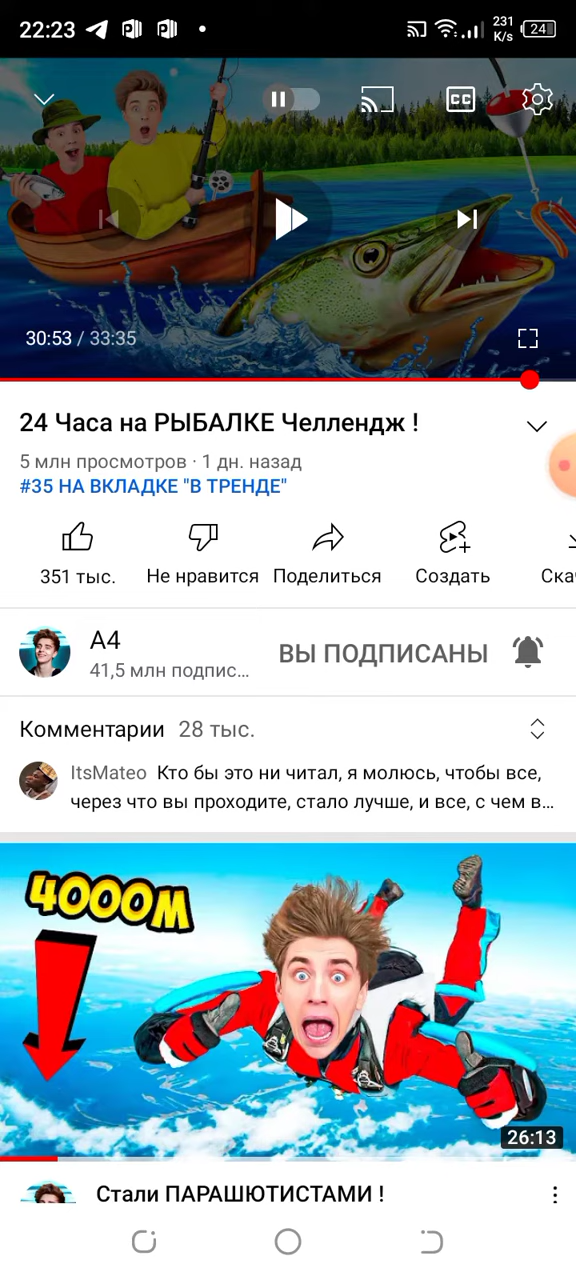 22:23
231
K/s
24
CC
30:53 / 33:35
24 Часа на РЫБАЛКЕ Челлендж !
5 млн просмотров · 1 дн. назад
#35 НА ВКЛАДКЕ "В ТРЕНДЕ"
351 тыс.
Не нравится
Поделиться
Создать
Ска
A4
ВЫ ПОДПИСАНЫ
41,5 млн подпис...
Комментарии 28 тыс.
ItsMateo Кто бы это ни читал, я молюсь, чтобы все,
через что вы проходите, стало лучше, и все, с чем в...
4000М
26:13
Стали ПАРАШЮТИСТАМИ !